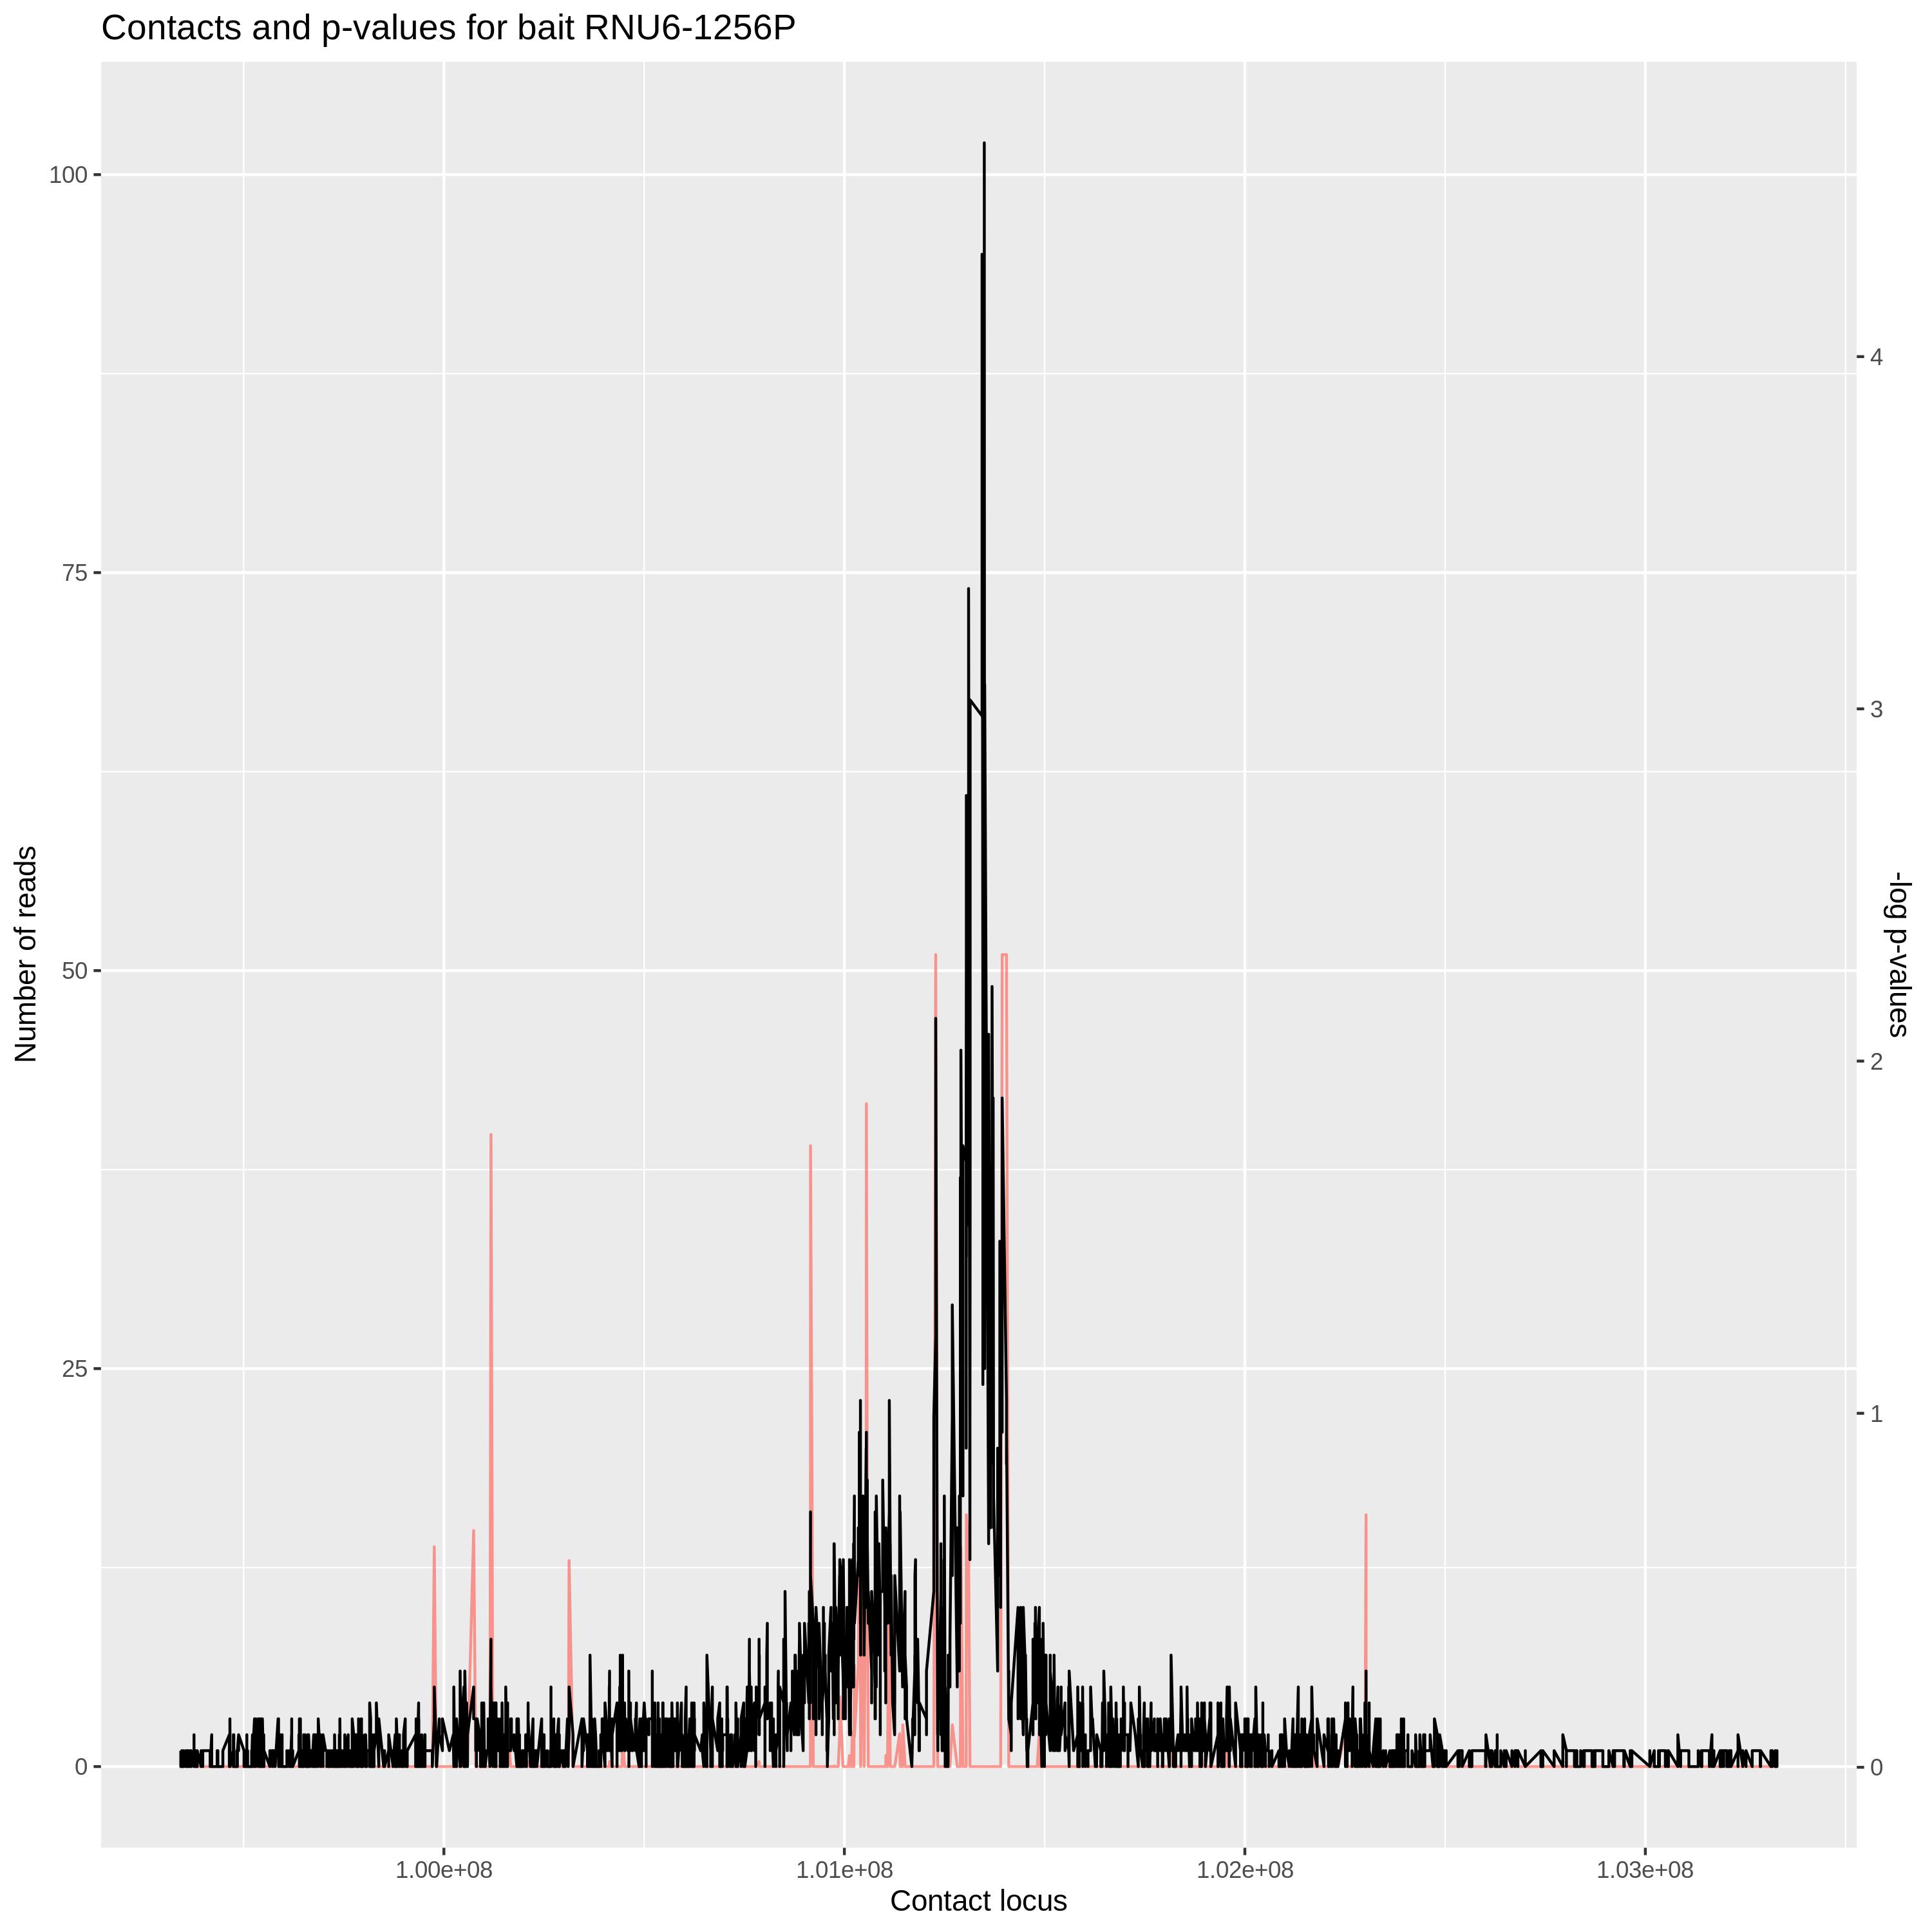 Contacts and p-values for bait RNU6-1256P
100
75
50
25
0
Number of reads
4
3
2
1
0
-log p-values
1.00e+08
1.01e+08
1.02e+08
1.03e+08
Contact locus